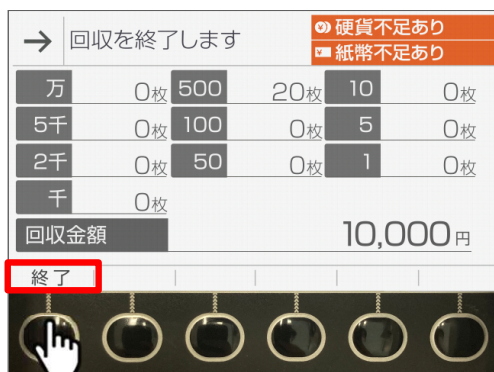 回収を終了します
硬貨不足あり
紙幣不足あり
万 0枚 500 20枚 10 0枚
5千 0枚 100 0枚 5 0枚
2千 0枚 50 0枚 1 0枚
千 0枚
回収金額 10,000円
終了